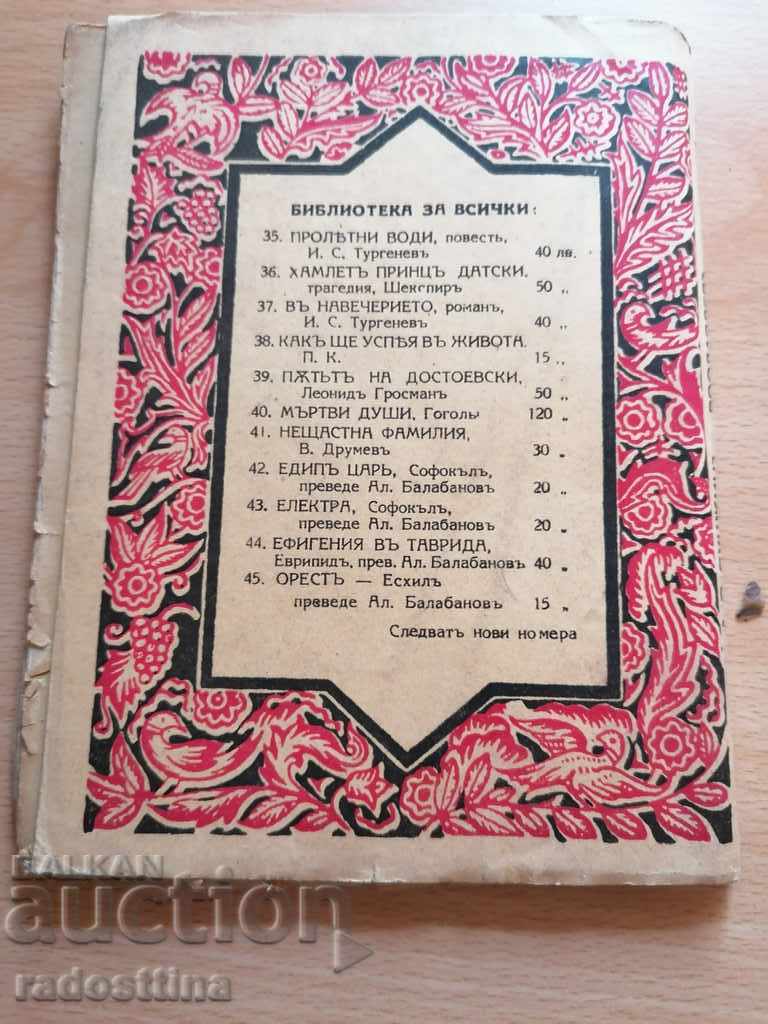 БИБЛИОТЕКА ЗА ВСИЧКИ:
35. ПРОЛѢТНИ ВОДИ, повесть,
И. С. Тургеневъ 40 лв.
36. ХАМЛЕТЪ ПРИНЦЪ ДАТСКИ,
трагедия, Шекспиръ 50 „
37. ВЪ НАВЕЧЕРИЕТО, романъ,
И. С. Тургеневъ 40 „
38. КАКЪ ЩЕ УСПѢЯ ВЪ ЖИВОТА
П. К. 15 „
39. ПѪТЬТЪ НА ДОСТОЕВСКИ,
Леонидъ Гросманъ 50 „
40. МЪРТВИ ДУШИ, Гоголь 120 „
41. НЕЩАСТНА ФАМИЛИЯ,
В. Друмевъ 30 „
42. ЕДИПЪ ЦАРЬ, Софокълъ,
преведе Ал. Балабановъ 20 „
43. ЕЛЕКТРА, Софокълъ,
преведе Ал. Балабановъ 20 „
44. ЕФИГЕНИЯ ВЪ ТАВРИДА,
Еврипидъ, прев. Ал. Балабановъ 40 „
45. ОРЕСТЪ — Есхилъ
преведе Ал. Балабановъ 15 „
Следватъ нови номера
BALKAN
auction
radosttina